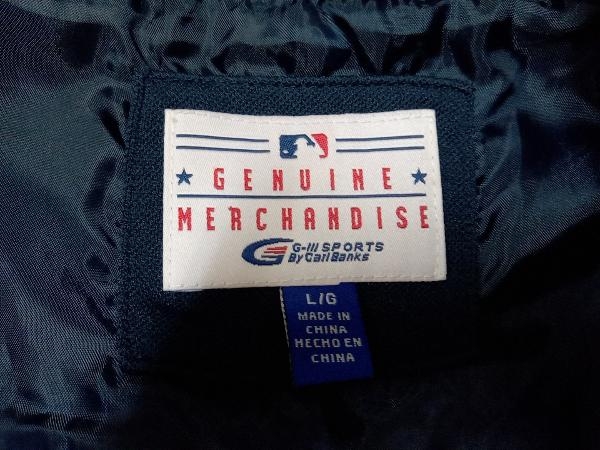 GENUINE
MERCHANDISE
G-III SPORTS
By Carl Banks
L/G
MADE IN
CHINA
HECHO EN
CHINA